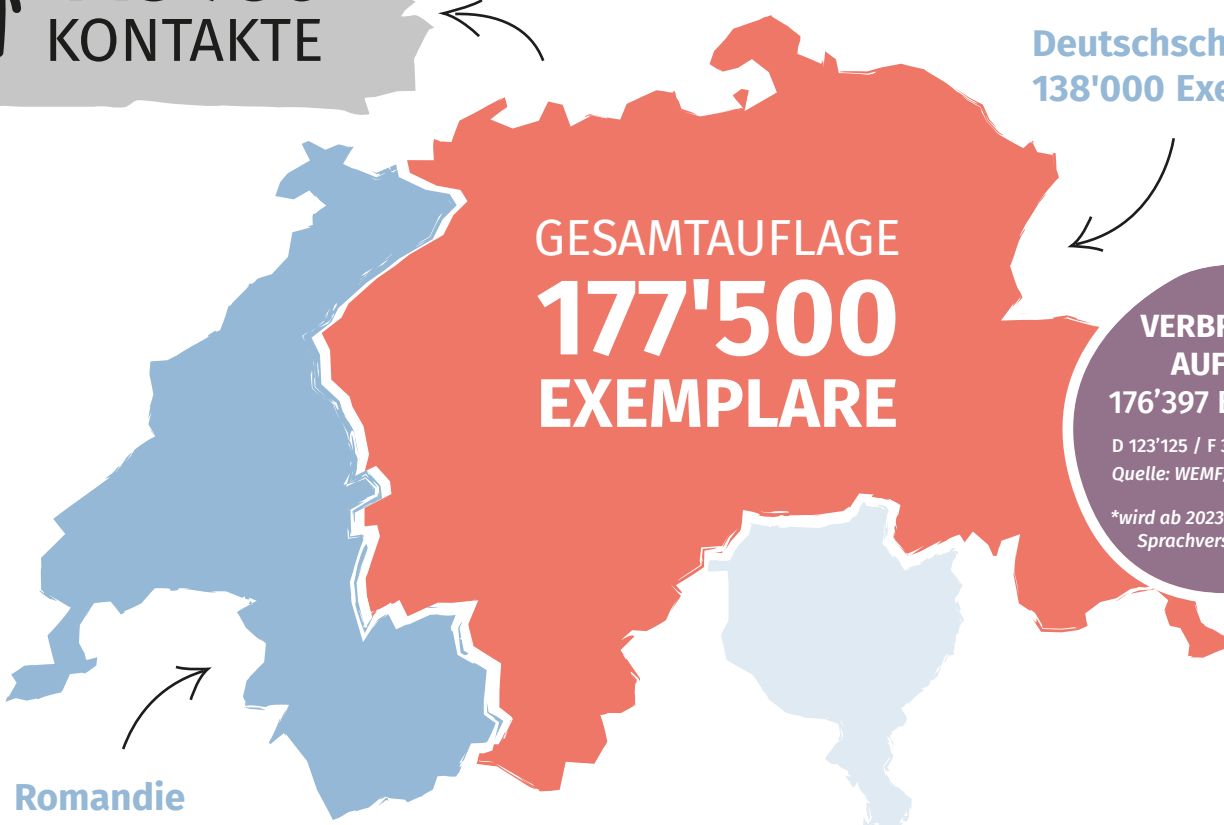 KONTAKTE
Deutschsch
138'000 Exe
GESAMTAUFLAGE
177'500
EXEMPLARE
VERBR
AUF
176’397 E
D 123’125 / F 3
Quelle: WEMF,
*wird ab 2023
Sprachvers
Romandie